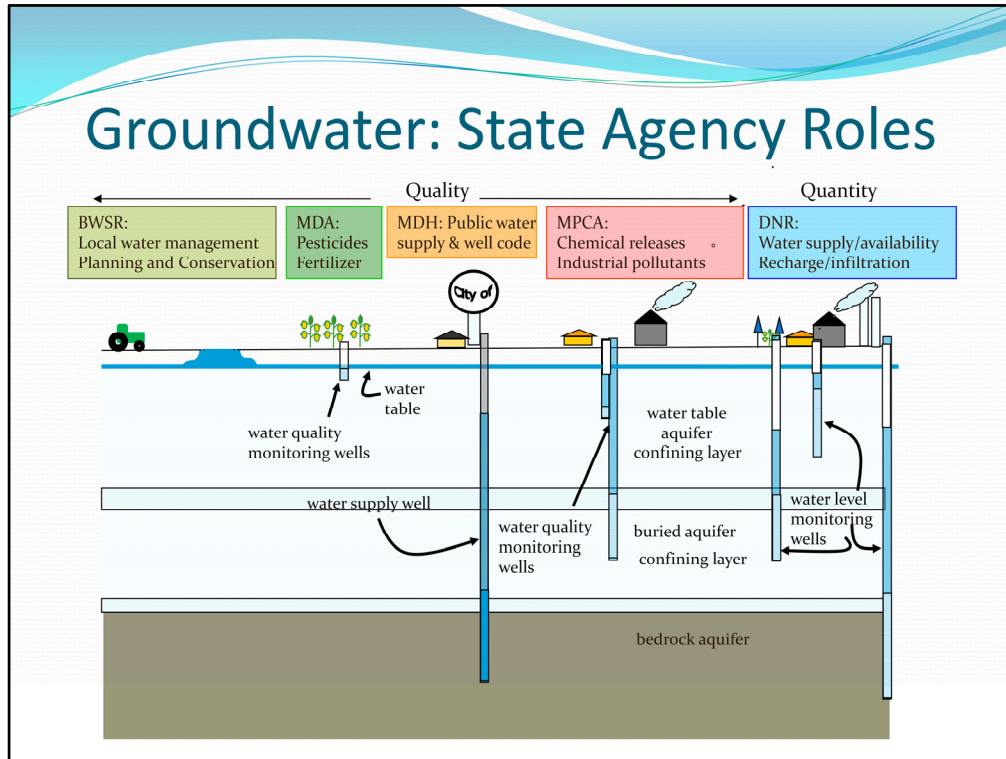 Groundwater: State Agency Roles
Quality
Quantity
BWSR:
Local water management
Planning and Conservation
MDA:
Pesticides
Fertilizer
MDH: Public water
supply & well code
MPCA:
Chemical releases
Industrial pollutants
DNR:
Water supply/availability
Recharge/infiltration
City of
water
table
water quality
monitoring wells
water table
aquifer
confining layer
water supply well
water quality
monitoring
wells
buried aquifer
confining layer
water level
monitoring
wells
bedrock aquifer